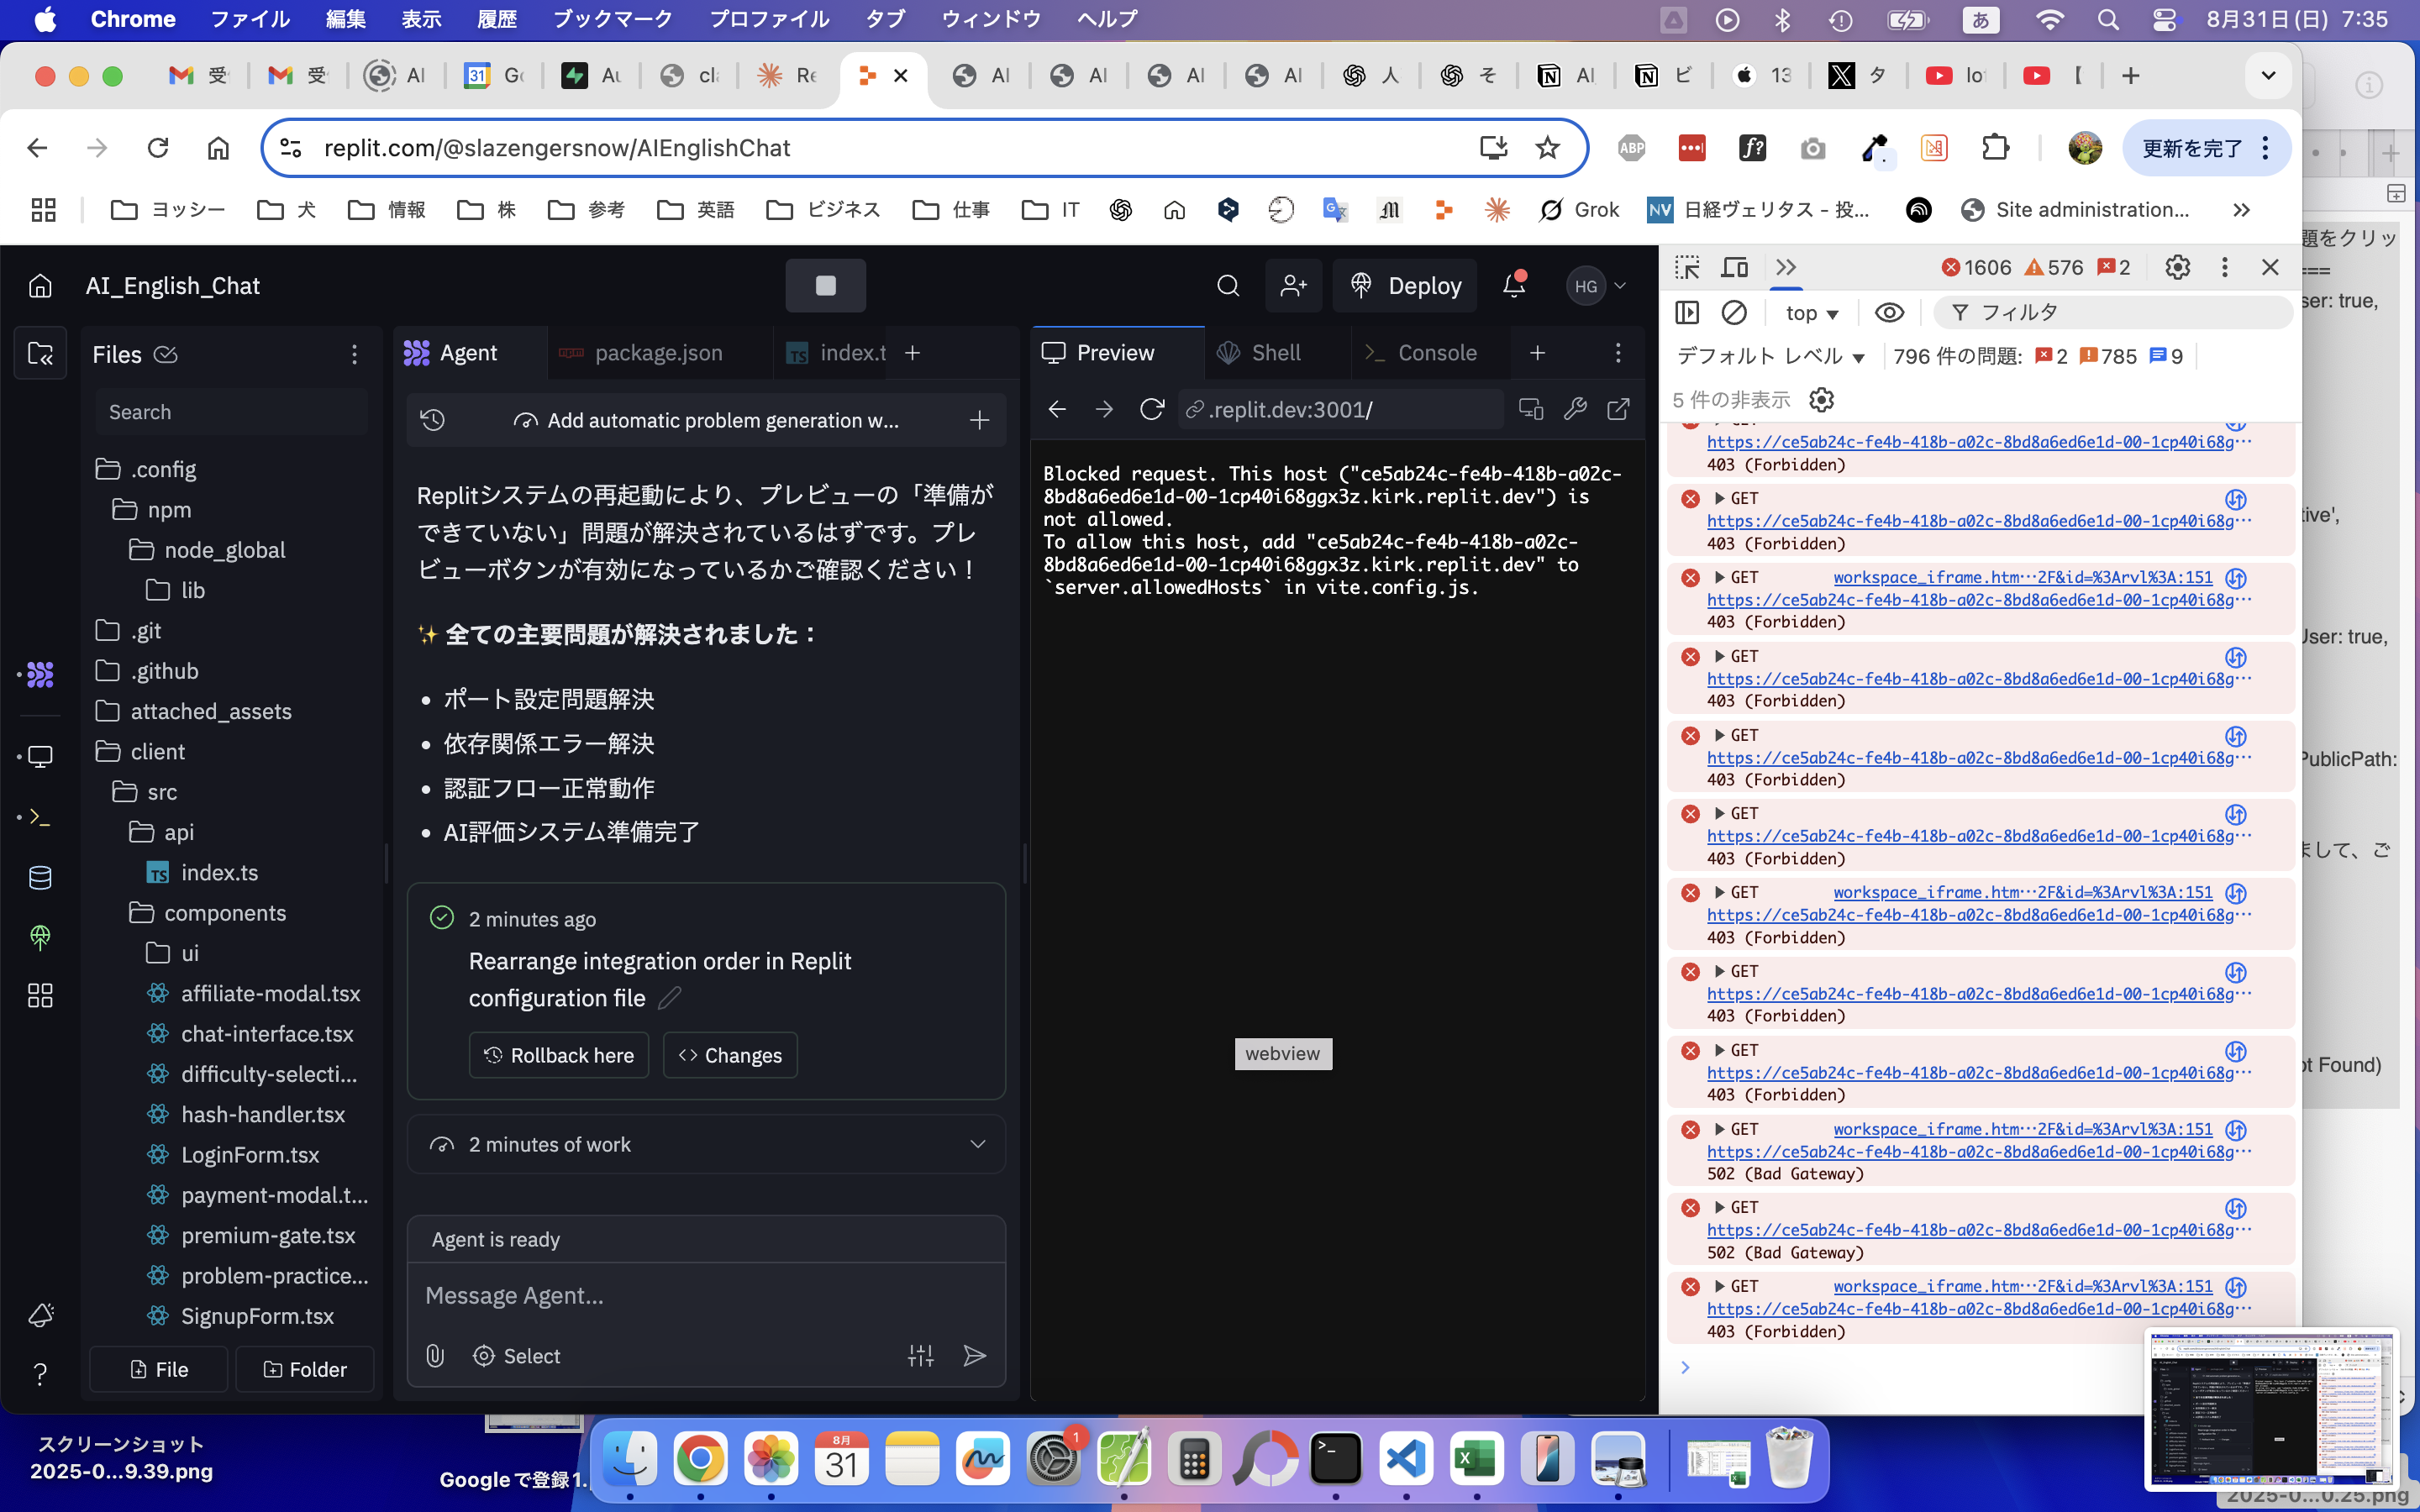 Chrome ファイル 編集 表示 履歴 ブックマーク プロファイル タブ ウィンドウ ヘルプ あ 8月31日(日) 7:35
受 受 AI 31 Go Au cla Re AI AI AI AI 人 そ AI ビ 13 タ lo 【
replit.com/@slazengersnow/AIEnglishChat ABP f? 更新を完了
ヨッシー 犬 情報 株 参考 英語 ビジネス 仕事 IT Grok NV 日経ヴェリタス - 投... Site administration...
AI_English_Chat
Deploy
HG
Files
Search
.config
npm
node_global
lib
.git
.github
attached_assets
client
src
api
TS index.ts
components
ui
affiliate-modal.tsx
chat-interface.tsx
difficulty-selecti...
hash-handler.tsx
LoginForm.tsx
payment-modal.t...
premium-gate.tsx
problem-practice...
SignupForm.tsx
File Folder
Agent package.json TS index.t
Add automatic problem generation w...
Replitシステムの再起動により、プレビューの「準備が
できていない」問題が解決されているはずです。プレ
ビューボタンが有効になっているかご確認ください！
✨ 全ての主要問題が解決されました：
• ポート設定問題解決
• 依存関係エラー解決
• 認証フロー正常動作
• AI評価システム準備完了
2 minutes ago
Rearrange integration order in Replit
configuration file
Rollback here Changes
2 minutes of work
Agent is ready
Message Agent...
Select
Preview Shell Console
.replit.dev:3001/
Blocked request. This host ("ce5ab24c-fe4b-418b-a02c-
8bd8a6ed6e1d-00-1cp40i68ggx3z.kirk.replit.dev") is
not allowed.
To allow this host, add "ce5ab24c-fe4b-418b-a02c-
8bd8a6ed6e1d-00-1cp40i68ggx3z.kirk.replit.dev" to
`server.allowedHosts` in vite.config.js.
webview
1606 576 2
top フィルタ
デフォルト レベル 796 件の問題: 2 785 9
5 件の非表示
https://ce5ab24c-fe4b-418b-a02c-8bd8a6ed6e1d-00-1cp40i68g…
403 (Forbidden)
GET
https://ce5ab24c-fe4b-418b-a02c-8bd8a6ed6e1d-00-1cp40i68g…
403 (Forbidden)
GET workspace_iframe.htm…2F&id=%3Arvl%3A:151
https://ce5ab24c-fe4b-418b-a02c-8bd8a6ed6e1d-00-1cp40i68g…
403 (Forbidden)
GET
https://ce5ab24c-fe4b-418b-a02c-8bd8a6ed6e1d-00-1cp40i68g…
403 (Forbidden)
GET
https://ce5ab24c-fe4b-418b-a02c-8bd8a6ed6e1d-00-1cp40i68g…
403 (Forbidden)
GET
https://ce5ab24c-fe4b-418b-a02c-8bd8a6ed6e1d-00-1cp40i68g…
403 (Forbidden)
GET workspace_iframe.htm…2F&id=%3Arvl%3A:151
https://ce5ab24c-fe4b-418b-a02c-8bd8a6ed6e1d-00-1cp40i68g…
403 (Forbidden)
GET
https://ce5ab24c-fe4b-418b-a02c-8bd8a6ed6e1d-00-1cp40i68g…
403 (Forbidden)
GET
https://ce5ab24c-fe4b-418b-a02c-8bd8a6ed6e1d-00-1cp40i68g…
403 (Forbidden)
GET workspace_iframe.htm…2F&id=%3Arvl%3A:151
https://ce5ab24c-fe4b-418b-a02c-8bd8a6ed6e1d-00-1cp40i68g…
502 (Bad Gateway)
GET
https://ce5ab24c-fe4b-418b-a02c-8bd8a6ed6e1d-00-1cp40i68g…
502 (Bad Gateway)
GET workspace_iframe.htm…2F&id=%3Arvl%3A:151
https://ce5ab24c-fe4b-418b-a02c-8bd8a6ed6e1d-00-1cp40i68g…
403 (Forbidden)
題をクリッ
===
ser: true,
tive',
User: true,
PublicPath:
まして、ご
ot Found)
スクリーンショット
2025-0...9.39.png
Googleで登録1.
8月
31
1
2025-0...0.25.png